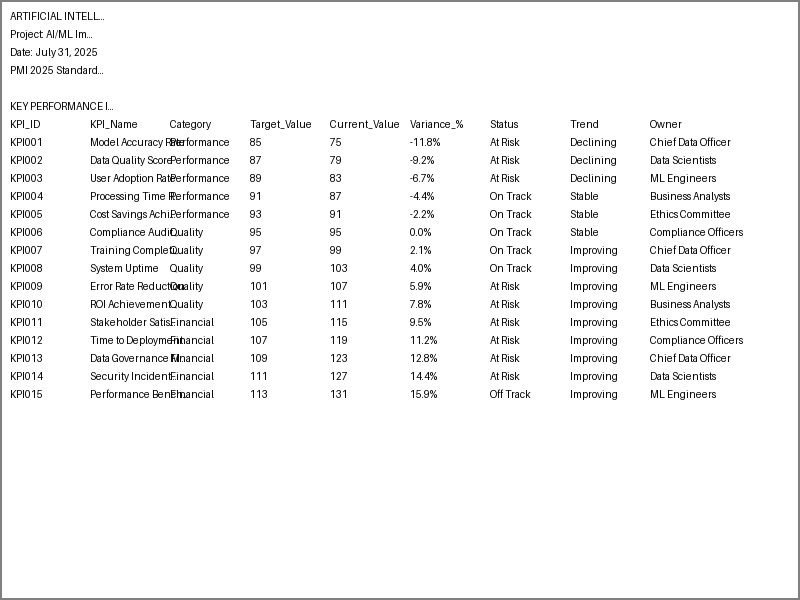 ARTIFICIAL INTELL...
Project: AI/ML Im...
Date: July 31, 2025
PMI 2025 Standard...
KEY PERFORMANCE I...
KPI_ID KPI_Name Category Target_Value Current_Value Variance_% Status Trend Owner
KPI001 Model Accuracy Rate Performance 85 75 -11.8% At Risk Declining Chief Data Officer
KPI002 Data Quality Score Performance 87 79 -9.2% At Risk Declining Data Scientists
KPI003 User Adoption Rate Performance 89 83 -6.7% At Risk Declining ML Engineers
KPI004 Processing Time Performance 91 87 -4.4% On Track Stable Business Analysts
KPI005 Cost Savings Achi... Performance 93 91 -2.2% On Track Stable Ethics Committee
KPI006 Compliance Audit Quality 95 95 0.0% On Track Stable Compliance Officers
KPI007 Training Complet... Quality 97 99 2.1% On Track Improving Chief Data Officer
KPI008 System Uptime Quality 99 103 4.0% On Track Improving Data Scientists
KPI009 Error Rate Reduction Quality 101 107 5.9% At Risk Improving ML Engineers
KPI010 ROI Achievement Quality 103 111 7.8% At Risk Improving Business Analysts
KPI011 Stakeholder Satis... Financial 105 115 9.5% At Risk Improving Ethics Committee
KPI012 Time to Deployment Financial 107 119 11.2% At Risk Improving Compliance Officers
KPI013 Data Governance Financial 109 123 12.8% At Risk Improving Chief Data Officer
KPI014 Security Incident... Financial 111 127 14.4% At Risk Improving Data Scientists
KPI015 Performance Bench... Financial 113 131 15.9% Off Track Improving ML Engineers